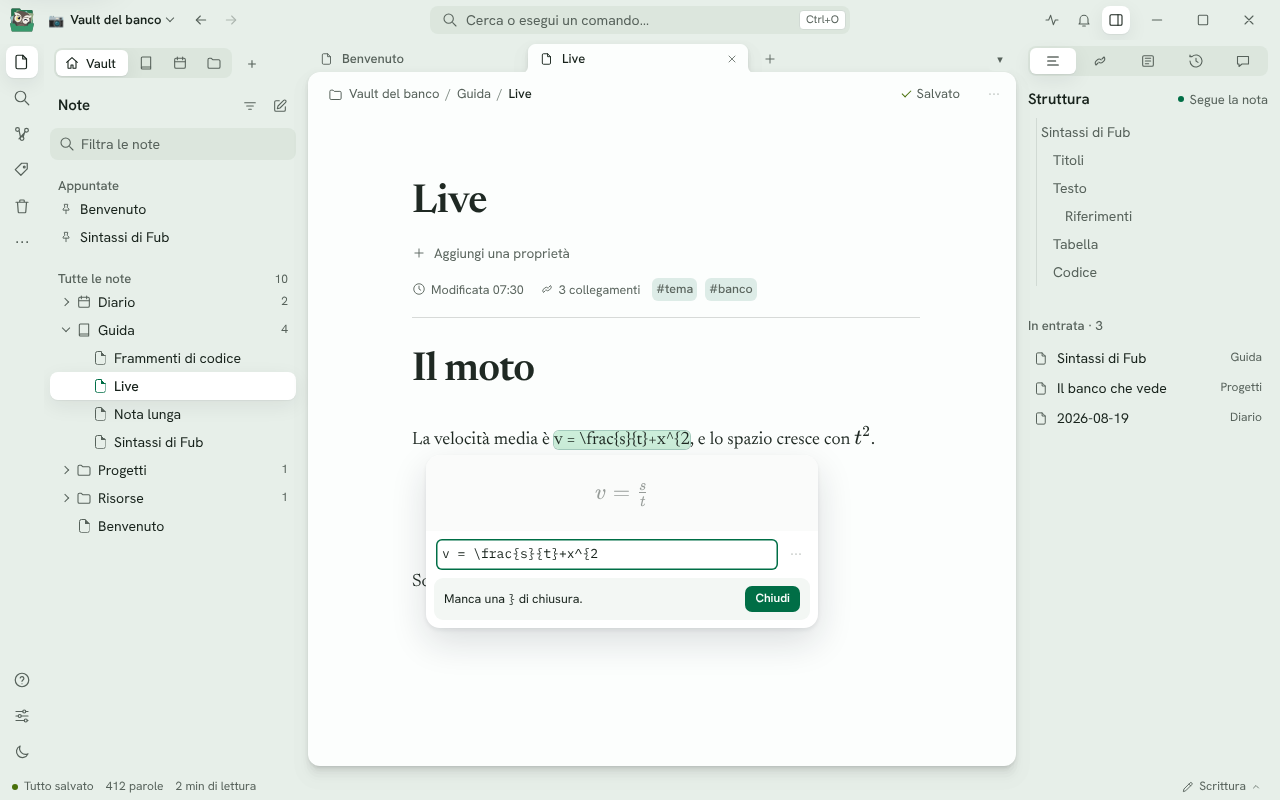 Vault del banco
Cerca o esegui un comando…
Ctrl+O
Vault
Benvenuto
Live
Note
Filtra le note
Appuntate
Benvenuto
Sintassi di Fub
Tutte le note 10
Diario 2
Guida 4
Frammenti di codice
Live
Nota lunga
Sintassi di Fub
Progetti 1
Risorse 1
Benvenuto
Vault del banco / Guida / Live
Salvato
Live
Aggiungi una proprietà
Modificata 07:30 3 collegamenti #tema #banco
Il moto
La velocità media è v = \frac{s}{t}+x^{2, e lo spazio cresce con t².
v = s/t
v = \frac{s}{t}+x^{2
Manca una } di chiusura.
Chiudi
Struttura
Segue la nota
Sintassi di Fub
Titoli
Testo
Riferimenti
Tabella
Codice
In entrata · 3
Sintassi di Fub Guida
Il banco che vede Progetti
2026-08-19 Diario
Tutto salvato 412 parole 2 min di lettura
Scrittura